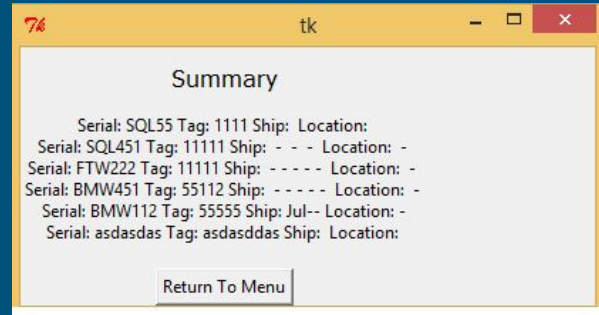 tk
Summary
Serial: SQL55 Tag: 1111 Ship:  Location:
Serial: SQL451 Tag: 11111 Ship:  -  -  -  Location:  -
Serial: FTW222 Tag: 11111 Ship:  - - - - -  Location:  -
Serial: BMW451 Tag: 55112 Ship:  - - - - -  Location:  -
Serial: BMW112 Tag: 55555 Ship: Jul-- Location: -
Serial: asdasdas Tag: asdasddas Ship:  Location:
Return To Menu